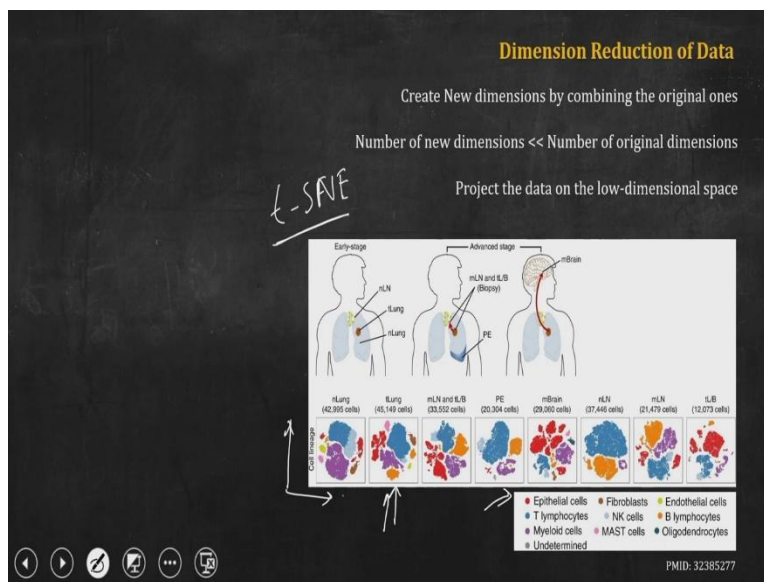 Dimension Reduction of Data
Create New dimensions by combining the original ones
Number of new dimensions << Number of original dimensions
Project the data on the low-dimensional space
t-SNE
Early-stage
Advanced stage
mBrain
nLN
tLung
nLung
mLN and tL/B
(Biopsy)
PE
nLung
(42,995 cells)
tLung
(45,149 cells)
mLN and tL/B
(33,552 cells)
PE
(20,304 cells)
mBrain
(29,060 cells)
nLN
(37,446 cells)
mLN
(21,479 cells)
tL/B
(12,073 cells)
Cell lineage
Epithelial cells Fibroblasts Endothelial cells
T lymphocytes NK cells B lymphocytes
Myeloid cells MAST cells Oligodendrocytes
Undetermined
PMID: 32385277